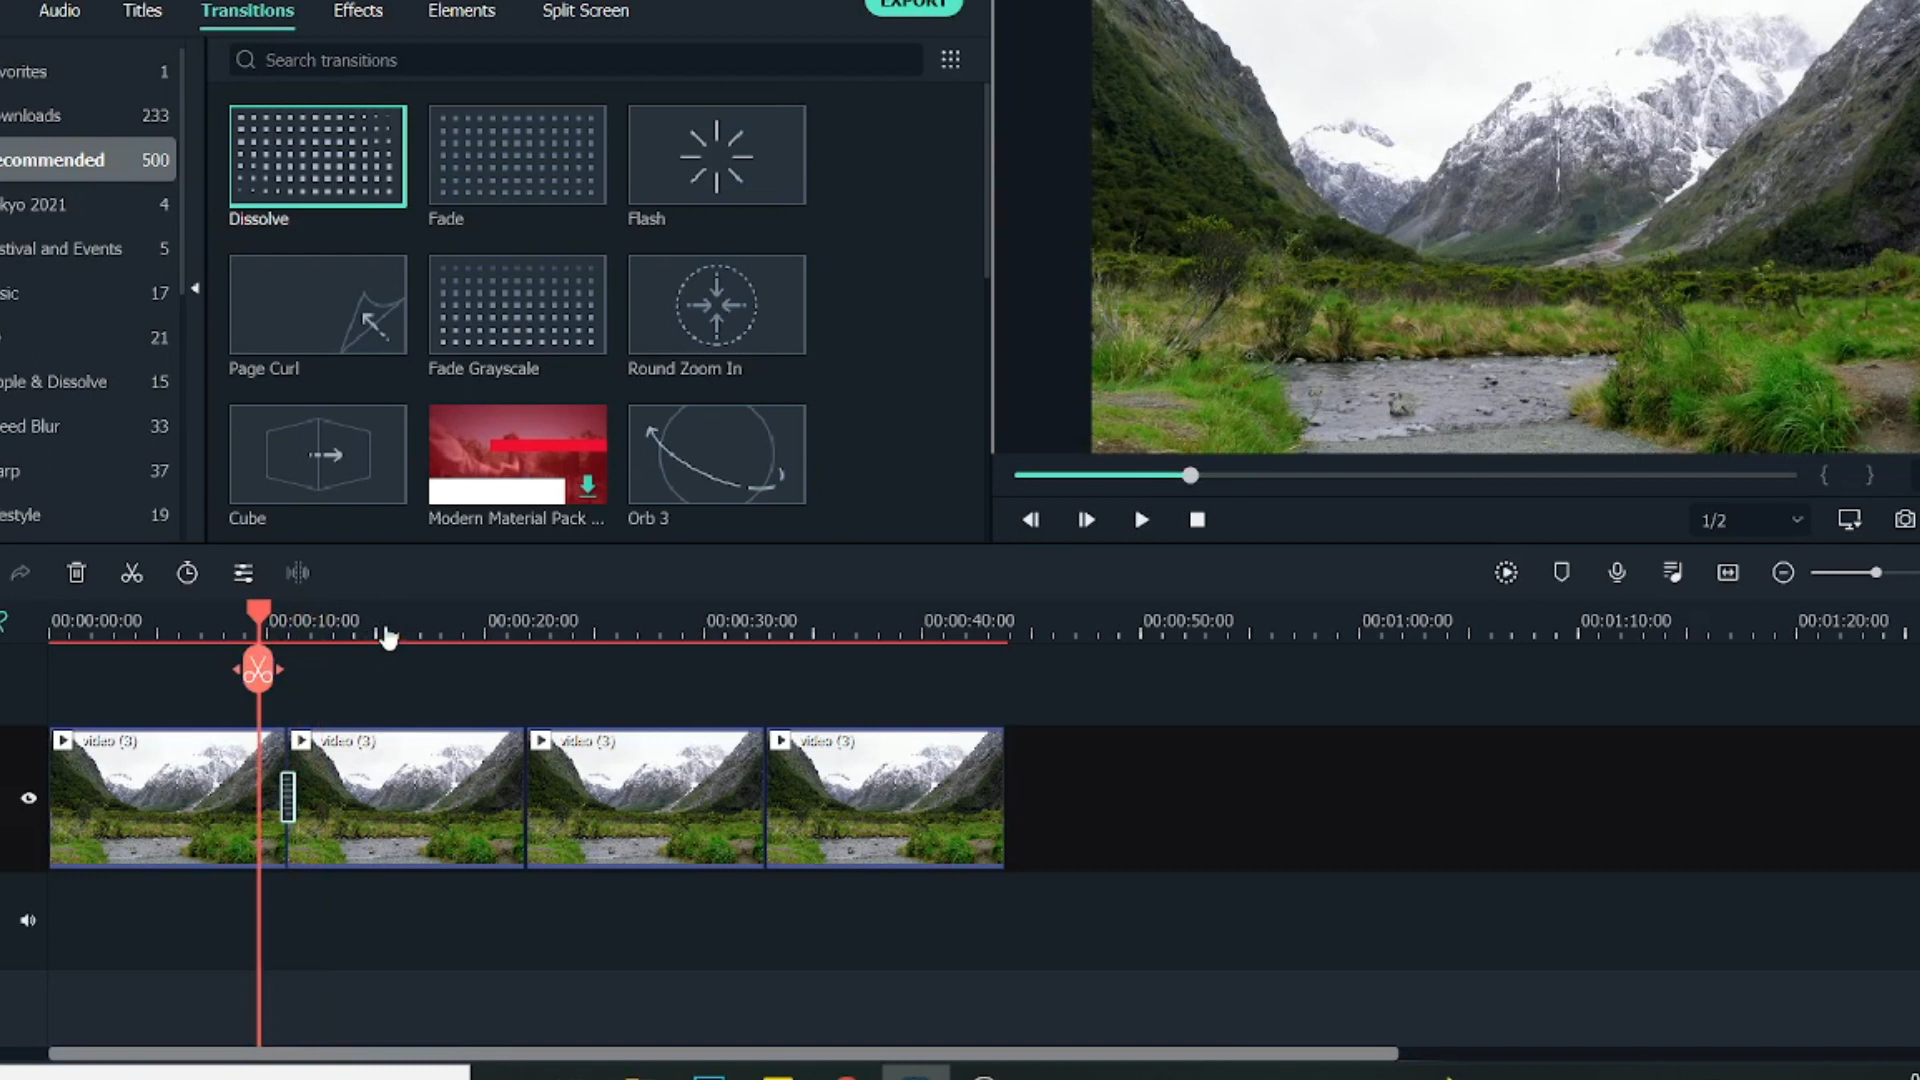 Audio Titles Transitions Effects Elements Split Screen EXPORT
Search transitions
vorites 1
wnloads 233
ecommended 500
kyo 2021 4
stival and Events 5
sic 17
21
ople & Dissolve 15
eed Blur 33
arp 37
estyle 19
Dissolve Fade Flash
Page Curl Fade Grayscale Round Zoom In
Cube Modern Material Pack ... Orb 3
{ }
1/2
00:00:00:00 00:00:10:00 00:00:20:00 00:00:30:00 00:00:40:00 00:00:50:00 00:01:00:00 00:01:10:00 00:01:20:00
video (3) video (3) video (3) video (3)